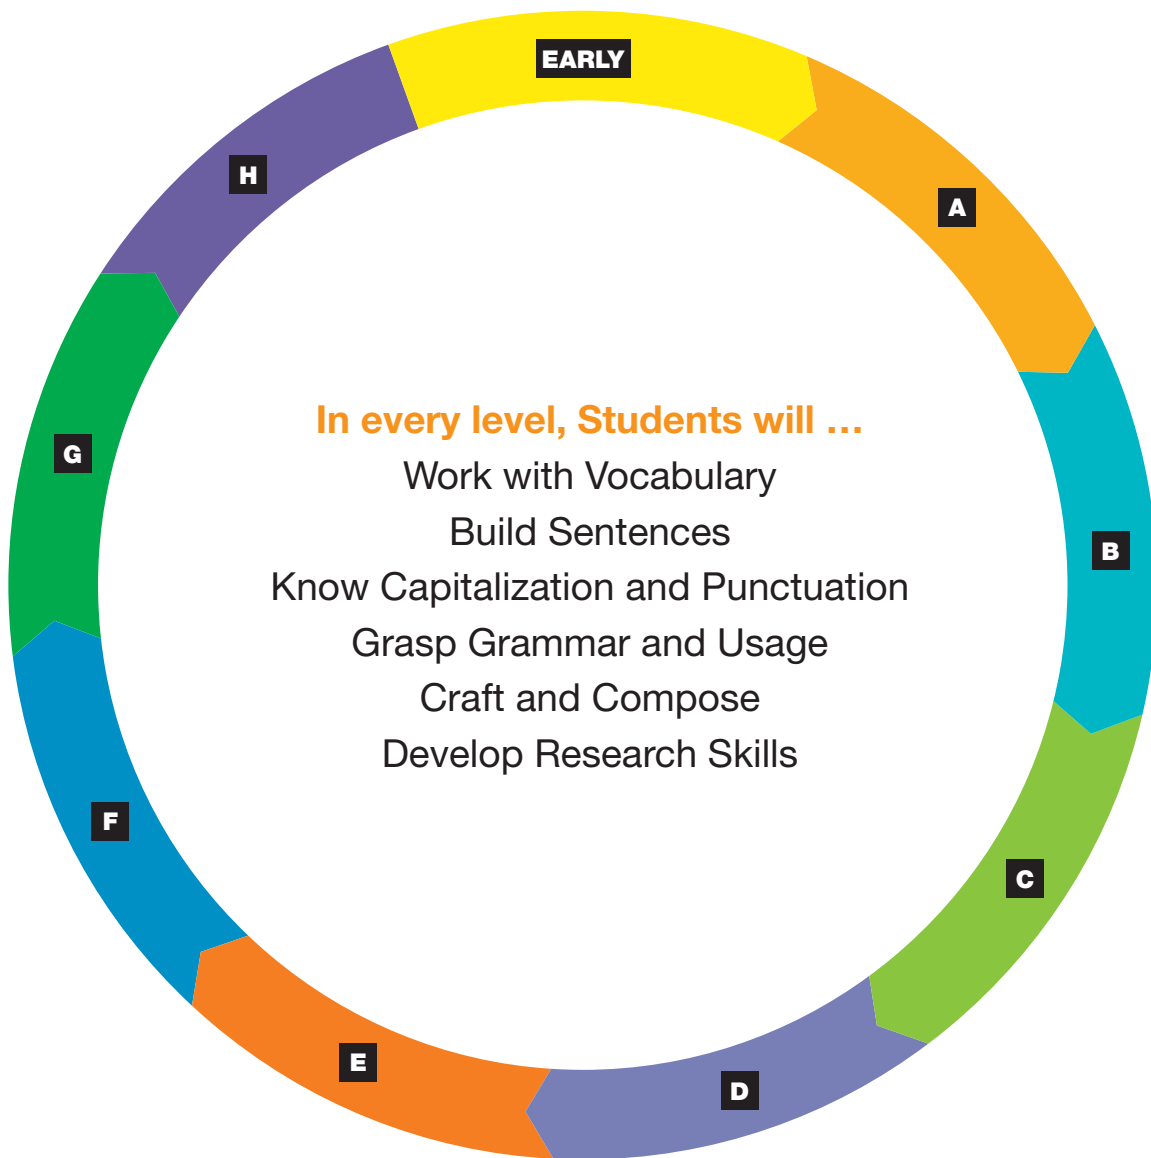 EARLY
A
B
C
D
E
F
G
H
In every level, Students will ...
Work with Vocabulary
Build Sentences
Know Capitalization and Punctuation
Grasp Grammar and Usage
Craft and Compose
Develop Research Skills